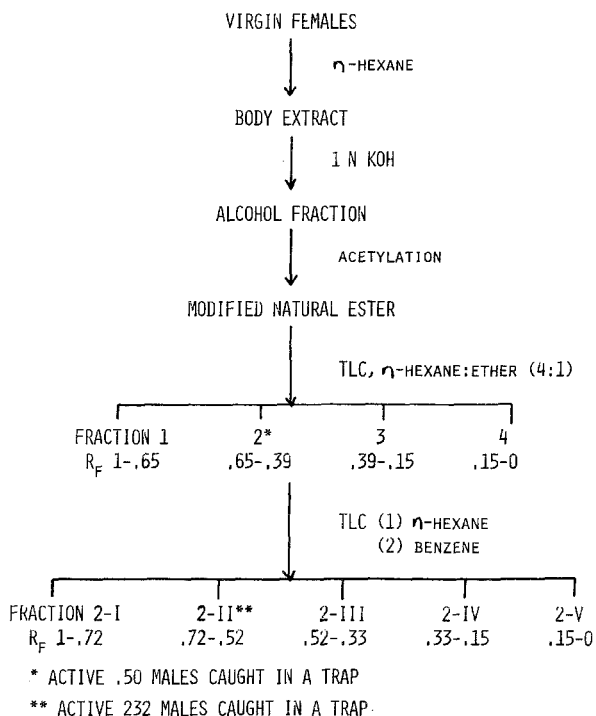 VIRGIN FEMALES
n-HEXANE
BODY EXTRACT
1 N KOH
ALCOHOL FRACTION
ACETYLATION
MODIFIED NATURAL ESTER
TLC, n-HEXANE:ETHER (4:1)
FRACTION 1 2* 3 4
RF 1-.65 .65-.39 .39-.15 .15-0
TLC (1) n-HEXANE
(2) BENZENE
FRACTION 2-I 2-II** 2-III 2-IV 2-V
RF 1-.72 .72-.52 .52-.33 .33-.15 .15-0
* ACTIVE .50 MALES CAUGHT IN A TRAP
** ACTIVE 232 MALES CAUGHT IN A TRAP